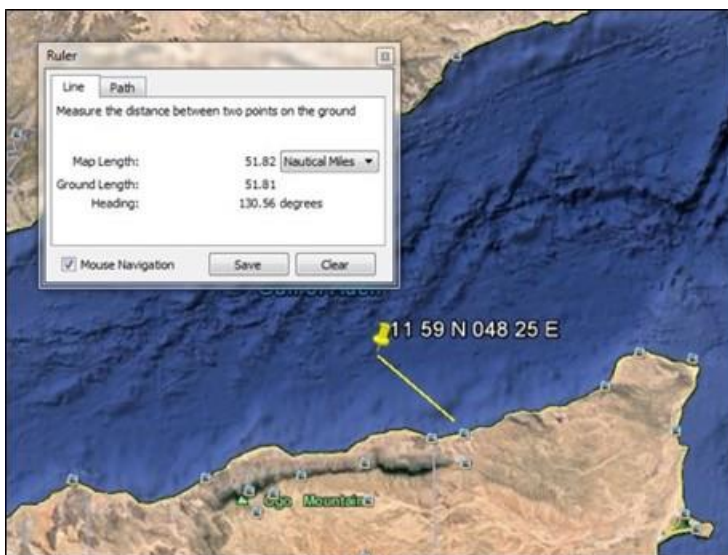 Ruler
Line Path
Measure the distance between two points on the ground
Map Length: 51.82 Nautical Miles
Ground Length: 51.81
Heading: 130.56 degrees
Mouse Navigation Save Clear
11 59 N 048 25 E
Mountain